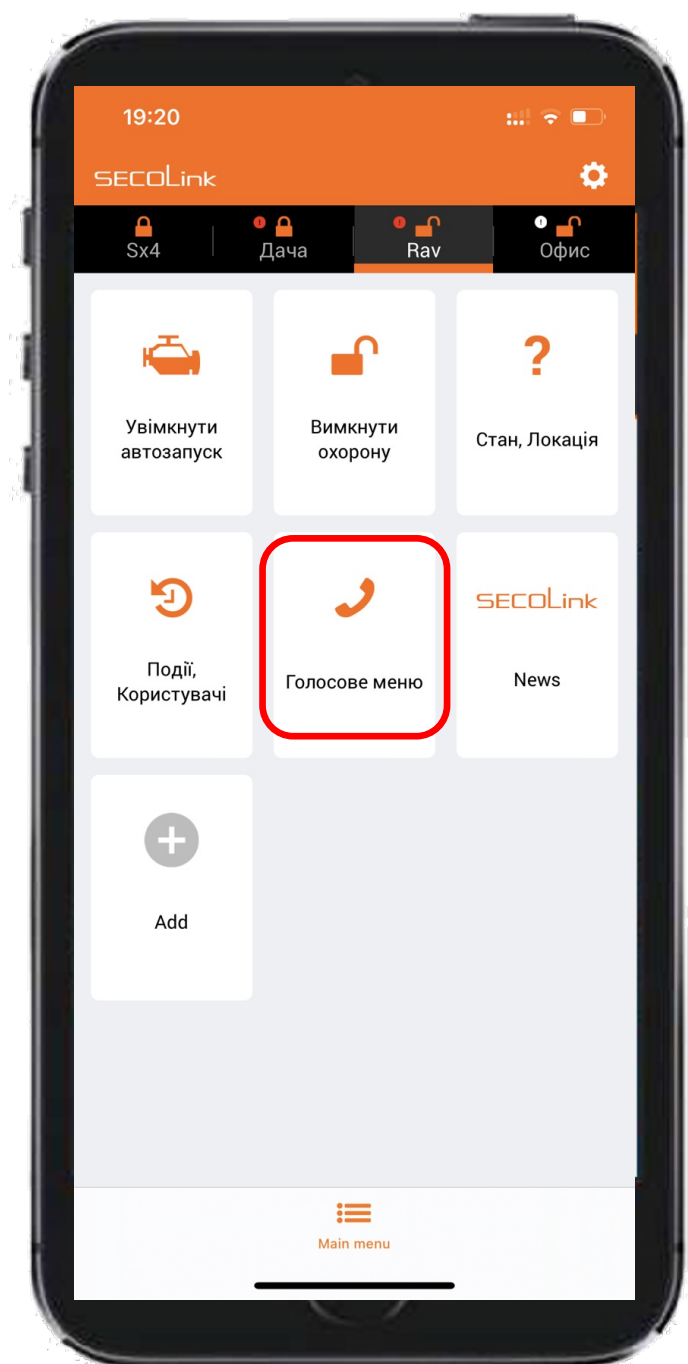 19:20
SECOLink
Sx4 Дача Rav Офис
Увімкнути
автозапуск
Вимкнути
охорону
?
Стан, Локація
Події,
Користувачі
Голосове меню
SECOLink
News
Add
Main menu